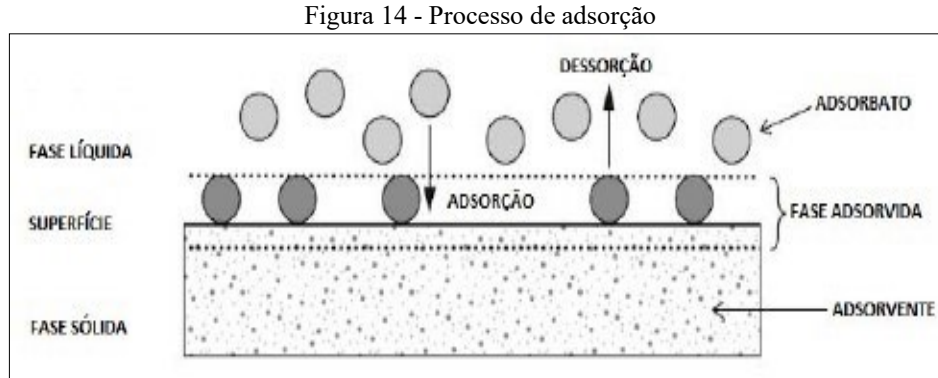 Figura 14 - Processo de adsorção
DESSORÇÃO
ADSORBATO
FASE LÍQUIDA
ADSORÇÃO
FASE ADSORVIDA
SUPERFÍCIE
ADSORVENTE
FASE SÓLIDA